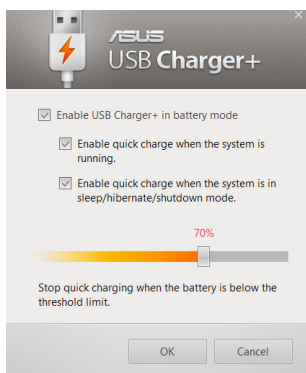 ASUS
USB Charger+
Enable USB Charger+ in battery mode
Enable quick charge when the system is
running.
Enable quick charge when the system is in
sleep/hibernate/shutdown mode.
70%
Stop quick charging when the battery is below the
threshold limit.
OK
Cancel